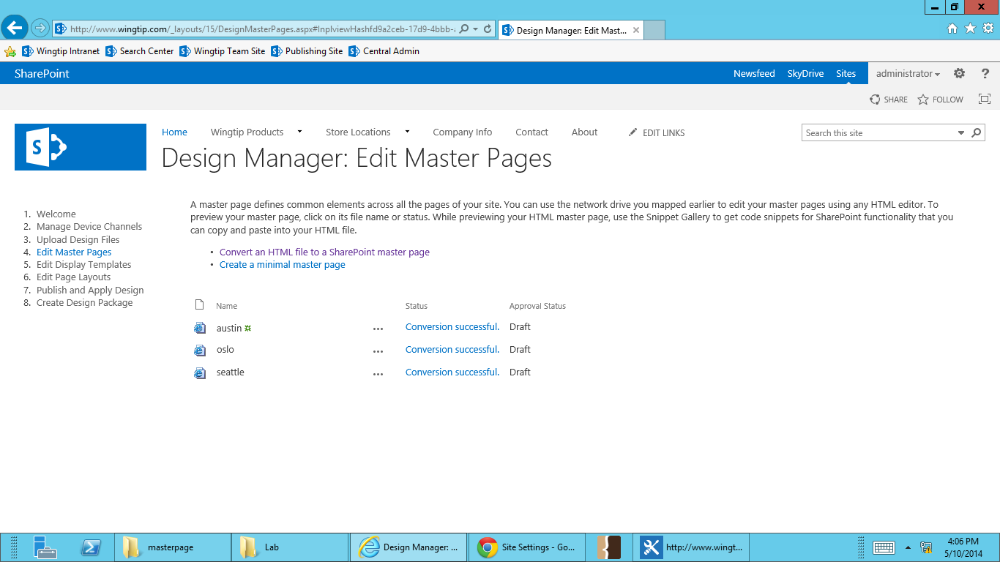 http://www.wingtip.com/_layouts/15/DesignMasterPages.aspx#InplviewHashfd9a2ceb-17d9-4bbb-a
Design Manager: Edit Mast...
Wingtip Intranet
Search Center
Wingtip Team Site
Publishing Site
Central Admin
SharePoint
Newsfeed
SkyDrive
Sites
administrator
?
SHARE
FOLLOW
S
Home
Wingtip Products
Store Locations
Company Info
Contact
About
EDIT LINKS
Search this site
Design Manager: Edit Master Pages
1. Welcome
2. Manage Device Channels
3. Upload Design Files
4. Edit Master Pages
5. Edit Display Templates
6. Edit Page Layouts
7. Publish and Apply Design
8. Create Design Package
A master page defines common elements across all the pages of your site. You can use the network drive you mapped earlier to edit your master pages using any HTML editor. To
preview your master page, click on its file name or status. While previewing your HTML master page, use the Snippet Gallery to get code snippets for SharePoint functionality that you
can copy and paste into your HTML file.
• Convert an HTML file to a SharePoint master page
• Create a minimal master page
Name Status Approval Status
austin ... Conversion successful. Draft
oslo ... Conversion successful. Draft
seattle ... Conversion successful. Draft
masterpage
Lab
Design Manager: ...
Site Settings - Go...
http://www.wingt...
4:06 PM
5/10/2014